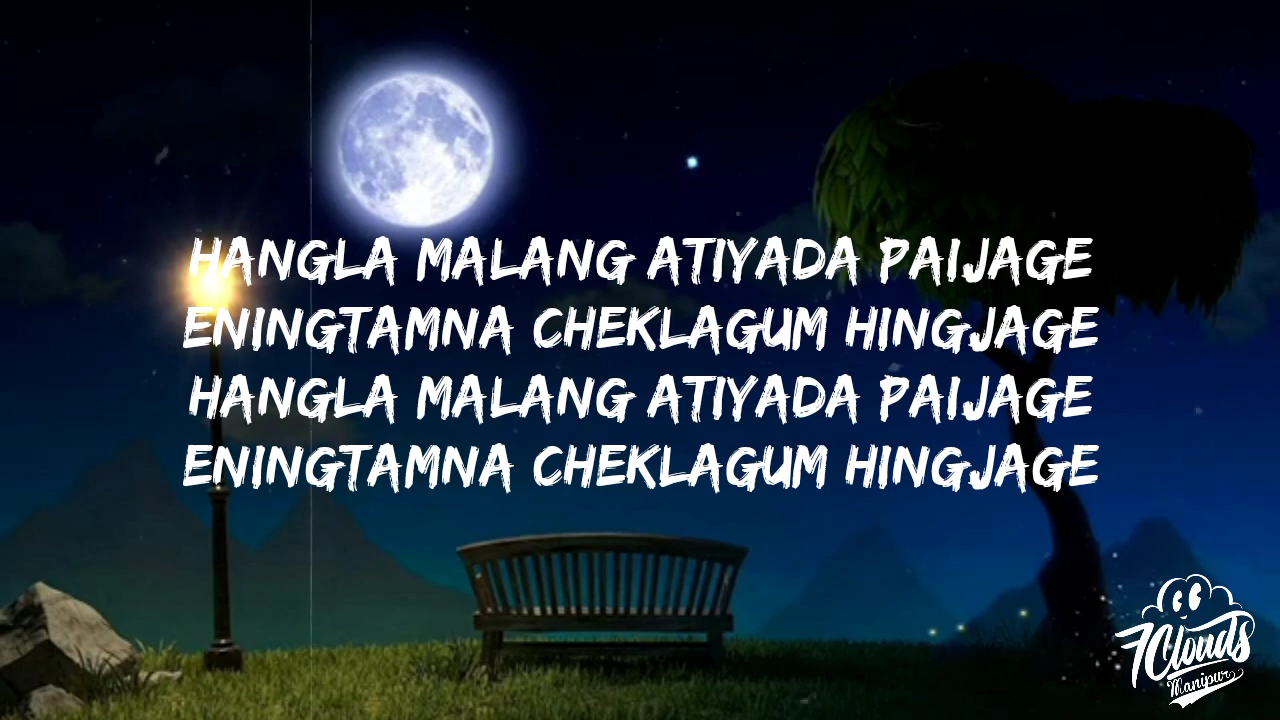 HANGLA MALANG ATIYADA PAIJAGE
ENINGTAMNA CHEKLAGUM HINGJAGE
HANGLA MALANG ATIYADA PAIJAGE
ENINGTAMNA CHEKLAGUM HINGJAGE
7Clouds
Manipur